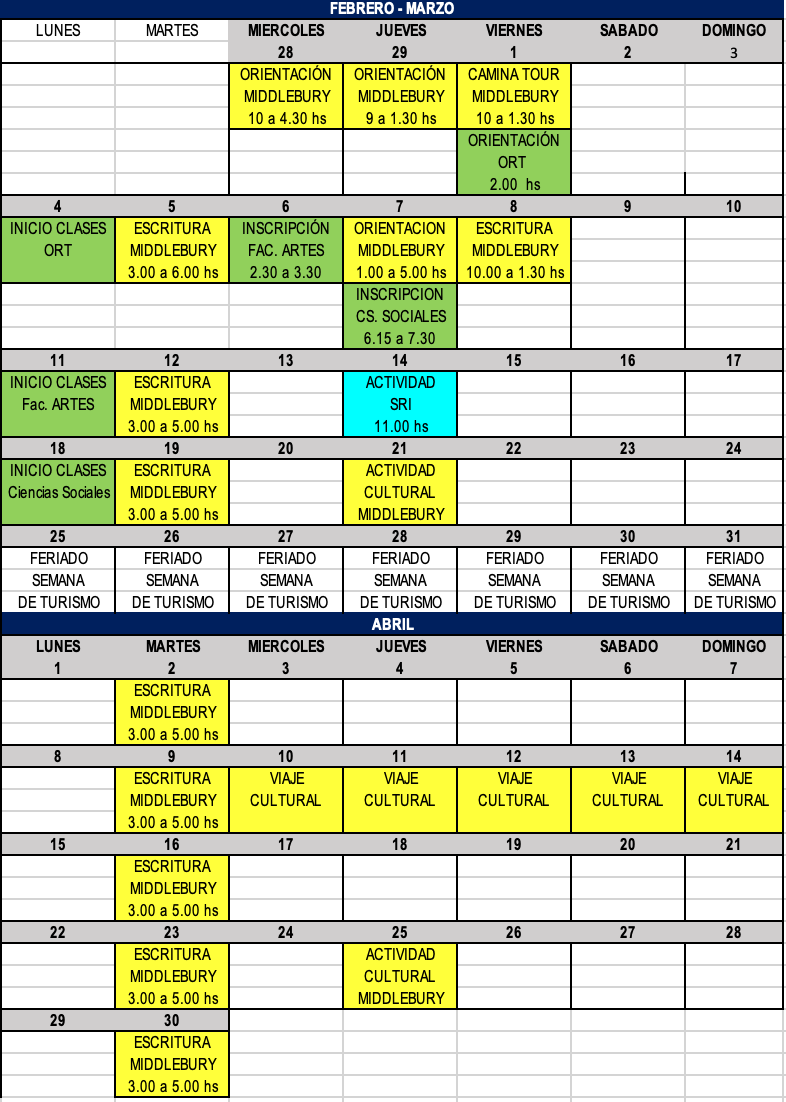 FEBRERO - MARZO
LUNES MARTES MIERCOLES JUEVES VIERNES SABADO DOMINGO
28 29 1 2 3
ORIENTACIÓN ORIENTACIÓN CAMINA TOUR
MIDDLEBURY MIDDLEBURY MIDDLEBURY
10 a 4.30 hs 9 a 1.30 hs 10 a 1.30 hs
ORIENTACIÓN
ORT
2.00 hs
4 5 6 7 8 9 10
INICIO CLASES ESCRITURA INSCRIPCIÓN ORIENTACION ESCRITURA
ORT MIDDLEBURY FAC. ARTES MIDDLEBURY MIDDLEBURY
3.00 a 6.00 hs 2.30 a 3.30 1.00 a 5.00 hs 10.00 a 1.30 hs
INSCRIPCION
CS. SOCIALES
6.15 a 7.30
11 12 13 14 15 16 17
INICIO CLASES ESCRITURA ACTIVIDAD
Fac. ARTES MIDDLEBURY SRI
3.00 a 5.00 hs 11.00 hs
18 19 20 21 22 23 24
INICIO CLASES ESCRITURA ACTIVIDAD
Ciencias Sociales MIDDLEBURY CULTURAL
3.00 a 5.00 hs MIDDLEBURY
25 26 27 28 29 30 31
FERIADO FERIADO FERIADO FERIADO FERIADO FERIADO FERIADO
SEMANA SEMANA SEMANA SEMANA SEMANA SEMANA SEMANA
DE TURISMO DE TURISMO DE TURISMO DE TURISMO DE TURISMO DE TURISMO DE TURISMO
ABRIL
LUNES MARTES MIERCOLES JUEVES VIERNES SABADO DOMINGO
1 2 3 4 5 6 7
ESCRITURA
MIDDLEBURY
3.00 a 5.00 hs
8 9 10 11 12 13 14
ESCRITURA VIAJE VIAJE VIAJE VIAJE VIAJE
MIDDLEBURY CULTURAL CULTURAL CULTURAL CULTURAL CULTURAL
3.00 a 5.00 hs
15 16 17 18 19 20 21
ESCRITURA
MIDDLEBURY
3.00 a 5.00 hs
22 23 24 25 26 27 28
ESCRITURA ACTIVIDAD
MIDDLEBURY CULTURAL
3.00 a 5.00 hs MIDDLEBURY
29 30
ESCRITURA
MIDDLEBURY
3.00 a 5.00 hs